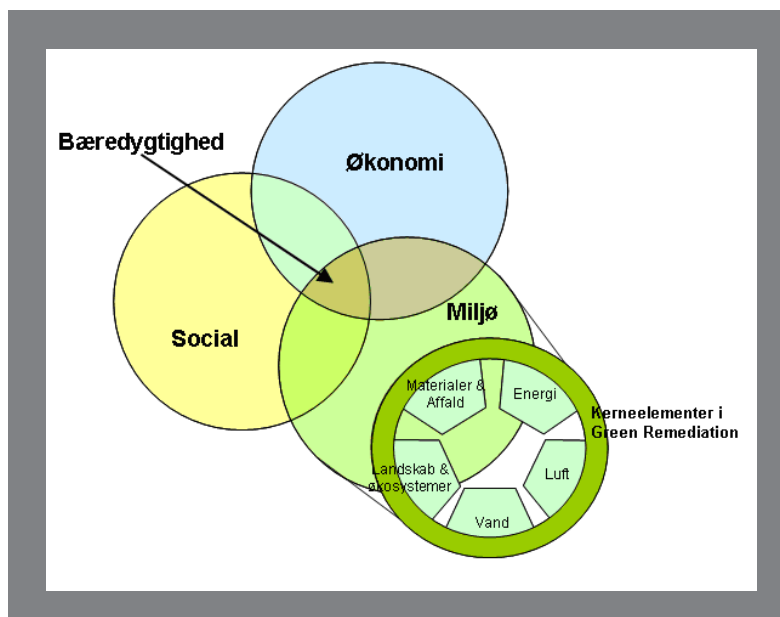 Bæredygtighed
Økonomi
Social
Miljø
Materialer &
Affald
Energi
Kerneelementer i
Green Remediation
Landskab &
økosystemer
Luft
Vand